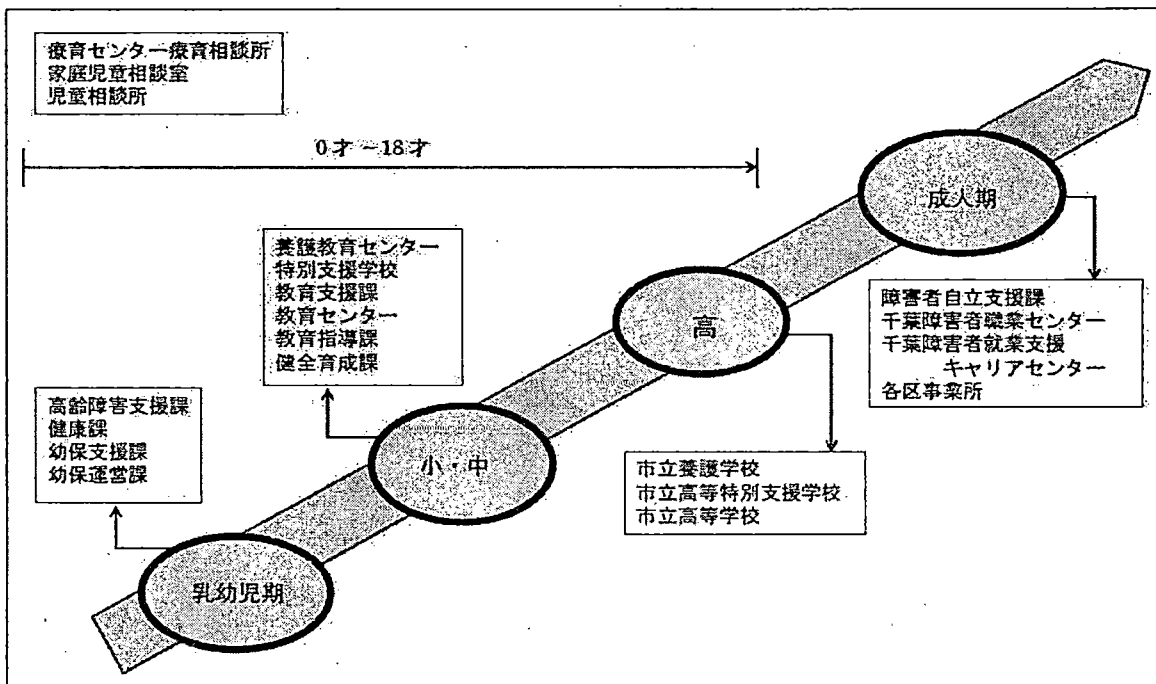 療育センター療育相談所
家庭児童相談室
児童相談所
0才～18才
成人期
養護教育センター
特別支援学校
教育支援課
教育センター
教育指導課
健全育成課
高
障害者自立支援課
千葉障害者職業センター
千葉障害者就業支援
キャリアセンター
各区事業所
高齢障害支援課
健康課
幼保支援課
幼保運営課
小・中
市立養護学校
市立高等特別支援学校
市立高等学校
乳幼児期